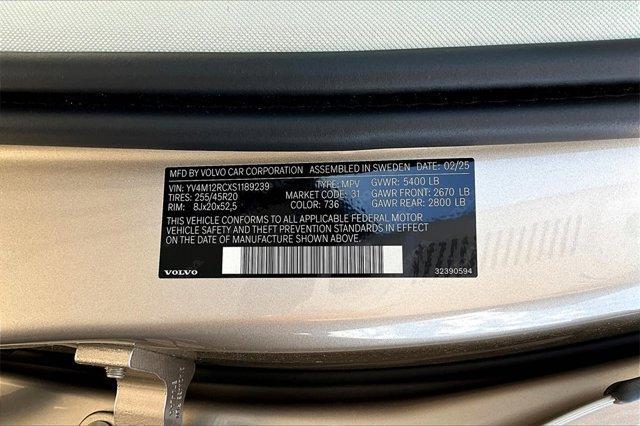 MFD BY VOLVO CAR CORPORATION ASSEMBLED IN SWEDEN DATE: 02/25
VIN: YV4M12RCXS1189239 TYPE: MPV GVWR: 5400 LB
TIRES: 255/45R20 MARKET CODE: 31 GAWR FRONT: 2670 LB
RIM: 8Jx20x52,5 COLOR: 736 GAWR REAR: 2800 LB
THIS VEHICLE CONFORMS TO ALL APPLICABLE FEDERAL MOTOR
VEHICLE SAFETY AND THEFT PREVENTION STANDARDS IN EFFECT
ON THE DATE OF MANUFACTURE SHOWN ABOVE.
VOLVO 32390594